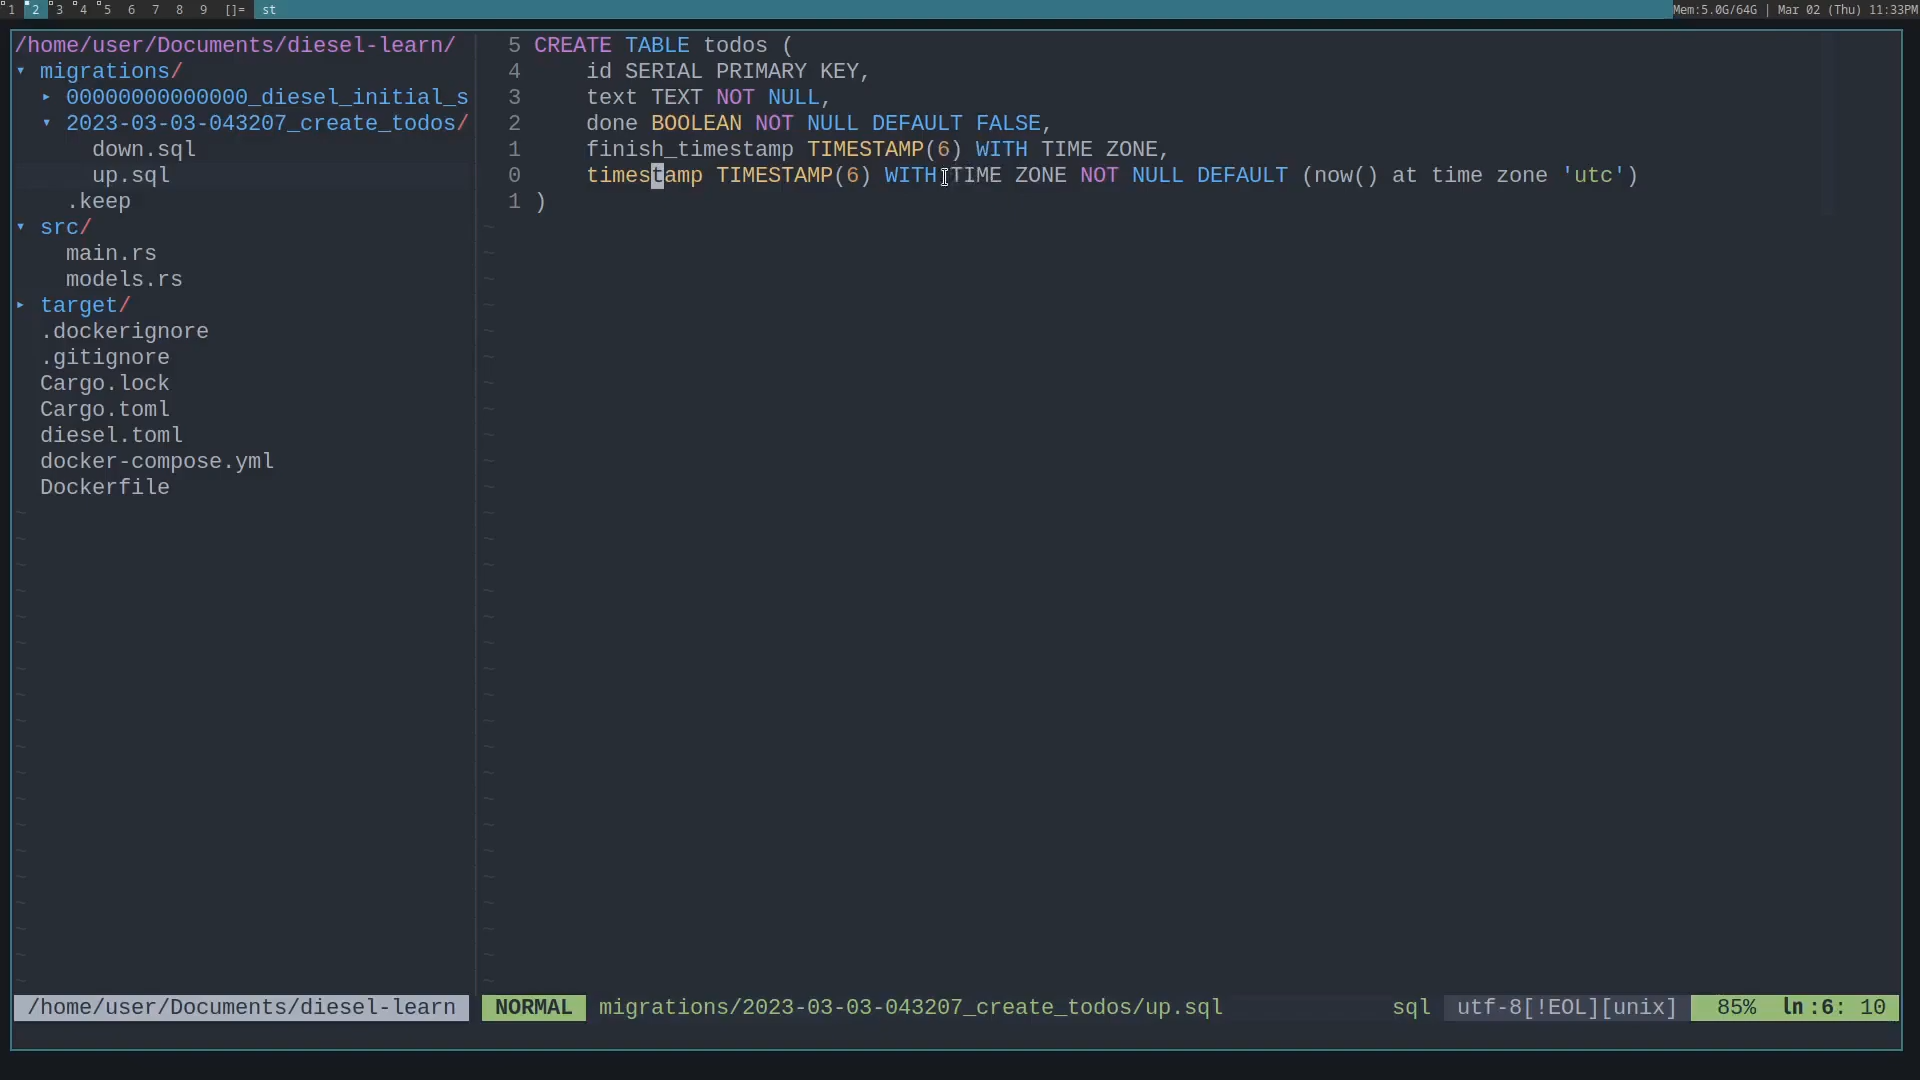 1 2 3 4 5 6 7 8 9 []= st Mem:5.0G/64G | Mar 02 (Thu) 11:33PM
/home/user/Documents/diesel-learn/
▾ migrations/
▸ 00000000000000_diesel_initial_s
▾ 2023-03-03-043207_create_todos/
down.sql
up.sql
.keep
▾ src/
main.rs
models.rs
▸ target/
.dockerignore
.gitignore
Cargo.lock
Cargo.toml
diesel.toml
docker-compose.yml
Dockerfile
5 CREATE TABLE todos (
4 id SERIAL PRIMARY KEY,
3 text TEXT NOT NULL,
2 done BOOLEAN NOT NULL DEFAULT FALSE,
1 finish_timestamp TIMESTAMP(6) WITH TIME ZONE,
0 timestamp TIMESTAMP(6) WITH TIME ZONE NOT NULL DEFAULT (now() at time zone 'utc')
1 )
/home/user/Documents/diesel-learn
NORMAL migrations/2023-03-03-043207_create_todos/up.sql sql utf-8[!EOL][unix] 85% ln:6: 10